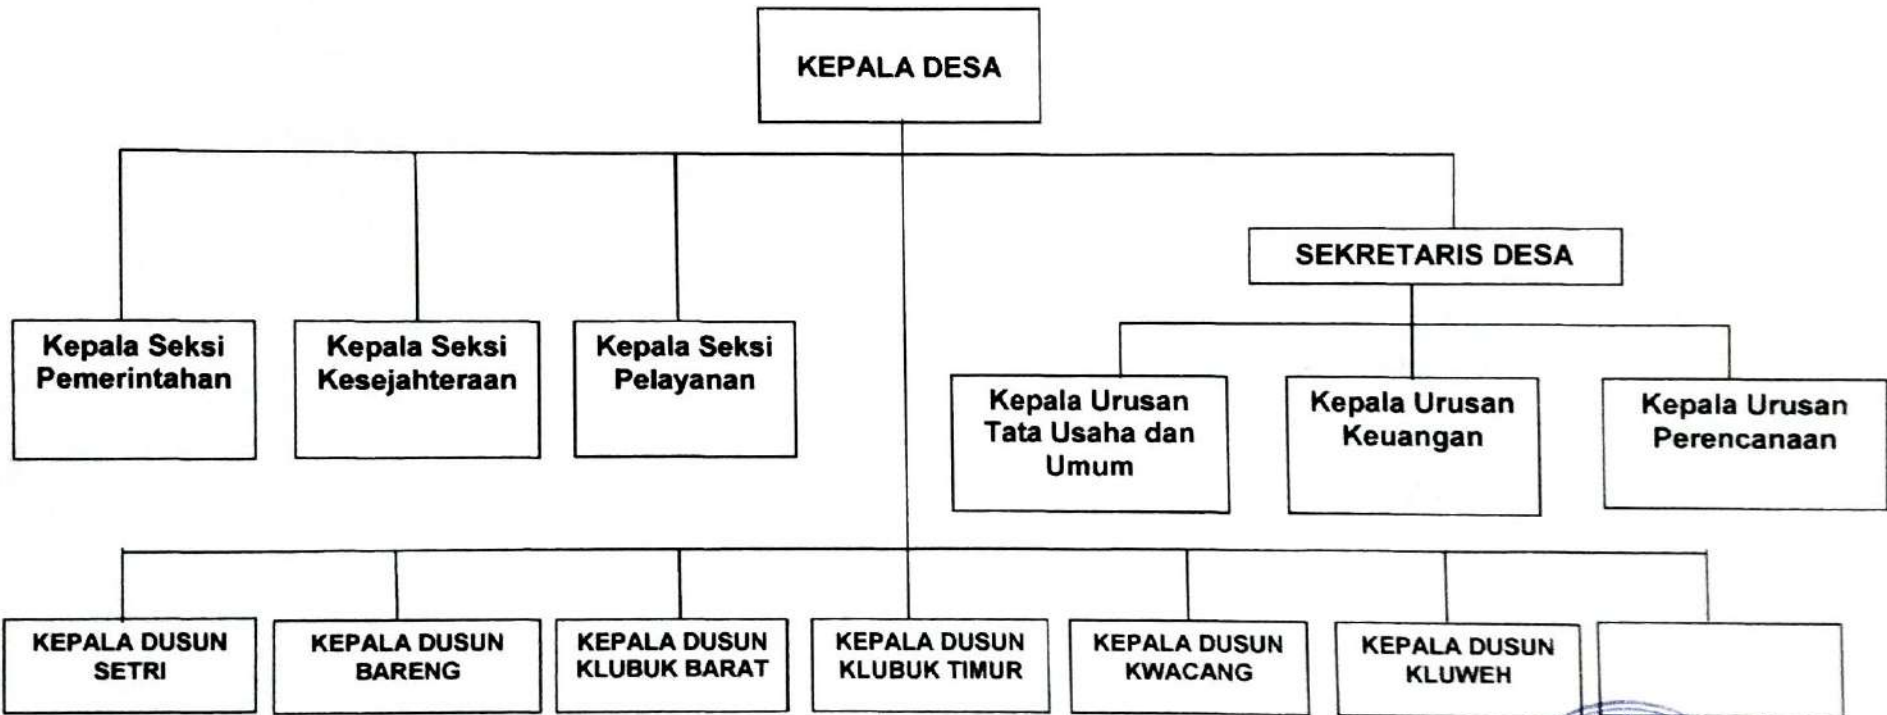 KEPALA DESA
SEKRETARIS DESA
Kepala Seksi
Pemerintahan
Kepala Seksi
Kesejahteraan
Kepala Seksi
Pelayanan
Kepala Urusan
Tata Usaha dan
Umum
Kepala Urusan
Keuangan
Kepala Urusan
Perencanaan
KEPALA DUSUN
SETRI
KEPALA DUSUN
BARENG
KEPALA DUSUN
KLUBUK BARAT
KEPALA DUSUN
KLUBUK TIMUR
KEPALA DUSUN
KWACANG
KEPALA DUSUN
KLUWEH